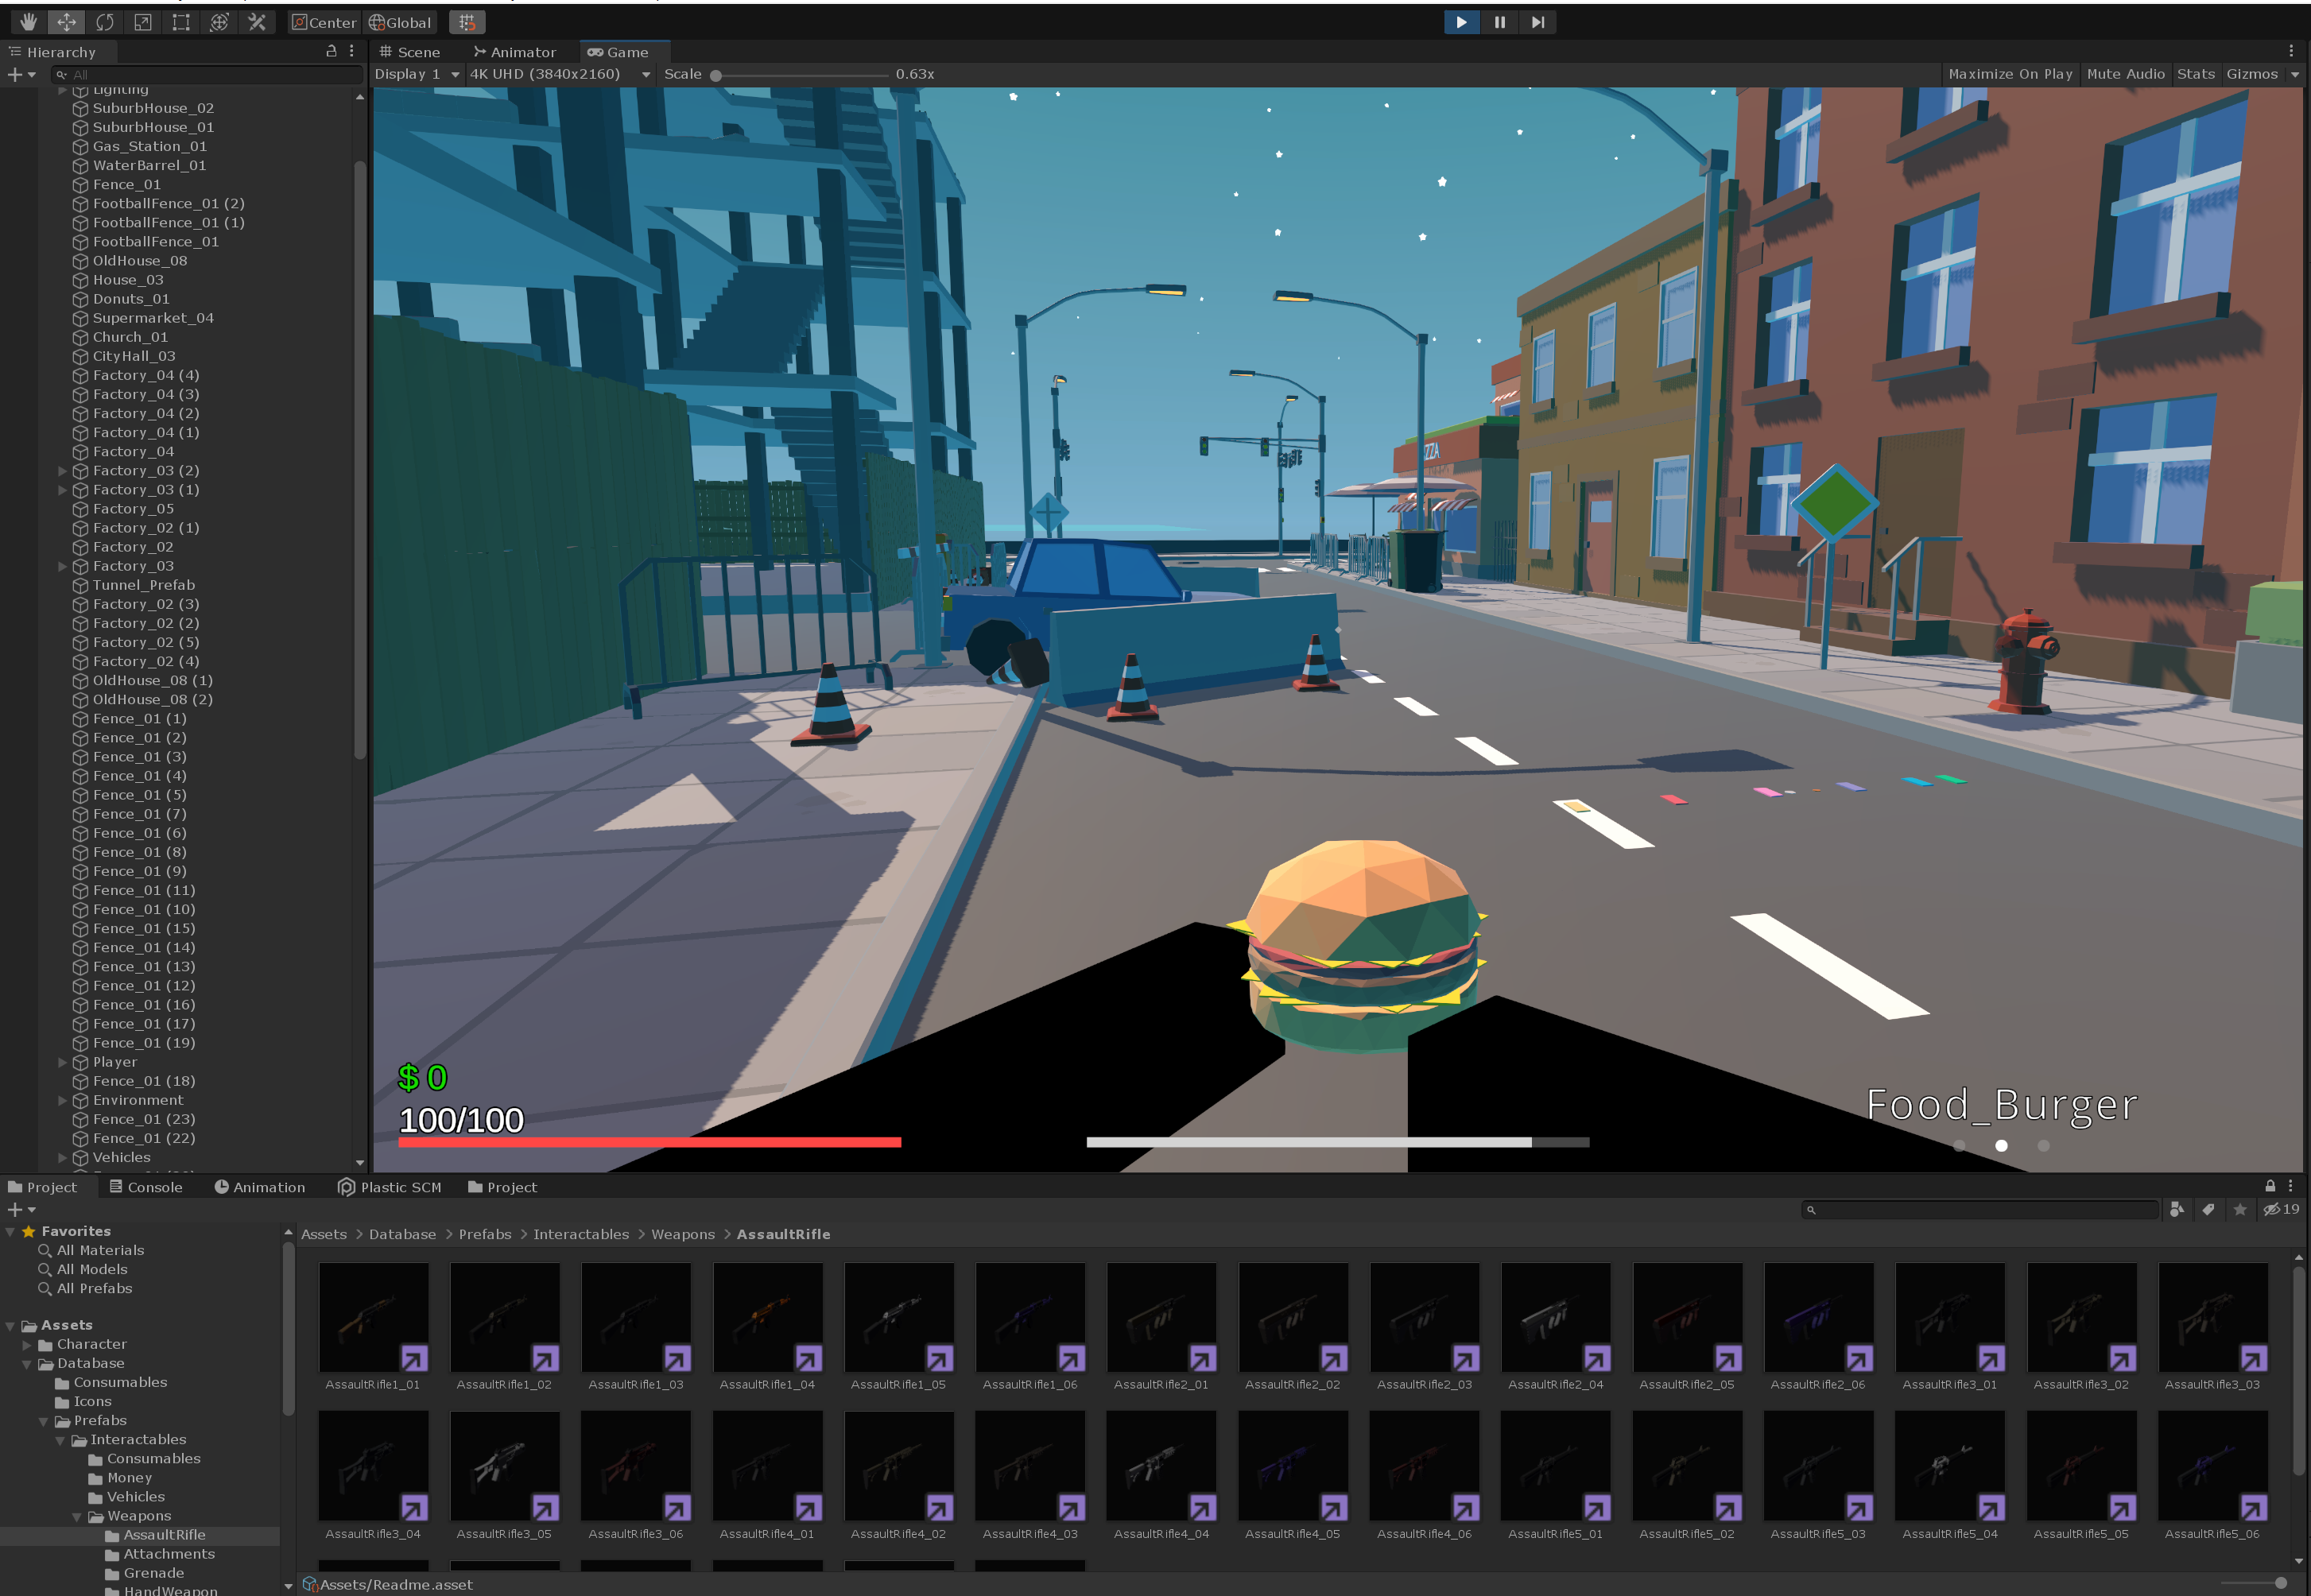 Center Global
Hierarchy
Scene Animator Game
All
Display 1 4K UHD (3840x2160) Scale 0.63x Maximize On Play Mute Audio Stats Gizmos
Lighting
SuburbHouse_02
SuburbHouse_01
Gas_Station_01
WaterBarrel_01
Fence_01
FootballFence_01 (2)
FootballFence_01 (1)
FootballFence_01
OldHouse_08
House_03
Donuts_01
Supermarket_04
Church_01
CityHall_03
Factory_04 (4)
Factory_04 (3)
Factory_04 (2)
Factory_04 (1)
Factory_04
Factory_03 (2)
Factory_03 (1)
Factory_05
Factory_02 (1)
Factory_02
Factory_03
Tunnel_Prefab
Factory_02 (3)
Factory_02 (2)
Factory_02 (5)
Factory_02 (4)
OldHouse_08 (1)
OldHouse_08 (2)
Fence_01 (1)
Fence_01 (2)
Fence_01 (3)
Fence_01 (4)
Fence_01 (5)
Fence_01 (7)
Fence_01 (6)
Fence_01 (8)
Fence_01 (9)
Fence_01 (11)
Fence_01 (10)
Fence_01 (15)
Fence_01 (14)
Fence_01 (13)
Fence_01 (12)
Fence_01 (16)
Fence_01 (17)
Fence_01 (19)
Player
Fence_01 (18)
Environment
Fence_01 (23)
Fence_01 (22)
Vehicles
ZZA
$ 0
100/100
Food_Burger
Project Console Animation Plastic SCM Project
19
Favorites
All Materials
All Models
All Prefabs
Assets
Character
Database
Consumables
Icons
Prefabs
Interactables
Consumables
Money
Vehicles
Weapons
AssaultRifle
Attachments
Grenade
HandWeapon
Assets > Database > Prefabs > Interactables > Weapons > AssaultRifle
AssaultRifle1_01 AssaultRifle1_02 AssaultRifle1_03 AssaultRifle1_04 AssaultRifle1_05 AssaultRifle1_06 AssaultRifle2_01 AssaultRifle2_02 AssaultRifle2_03 AssaultRifle2_04 AssaultRifle2_05 AssaultRifle2_06 AssaultRifle3_01 AssaultRifle3_02 AssaultRifle3_03
AssaultRifle3_04 AssaultRifle3_05 AssaultRifle3_06 AssaultRifle4_01 AssaultRifle4_02 AssaultRifle4_03 AssaultRifle4_04 AssaultRifle4_05 AssaultRifle4_06 AssaultRifle5_01 AssaultRifle5_02 AssaultRifle5_03 AssaultRifle5_04 AssaultRifle5_05 AssaultRifle5_06
Assets/Readme.asset